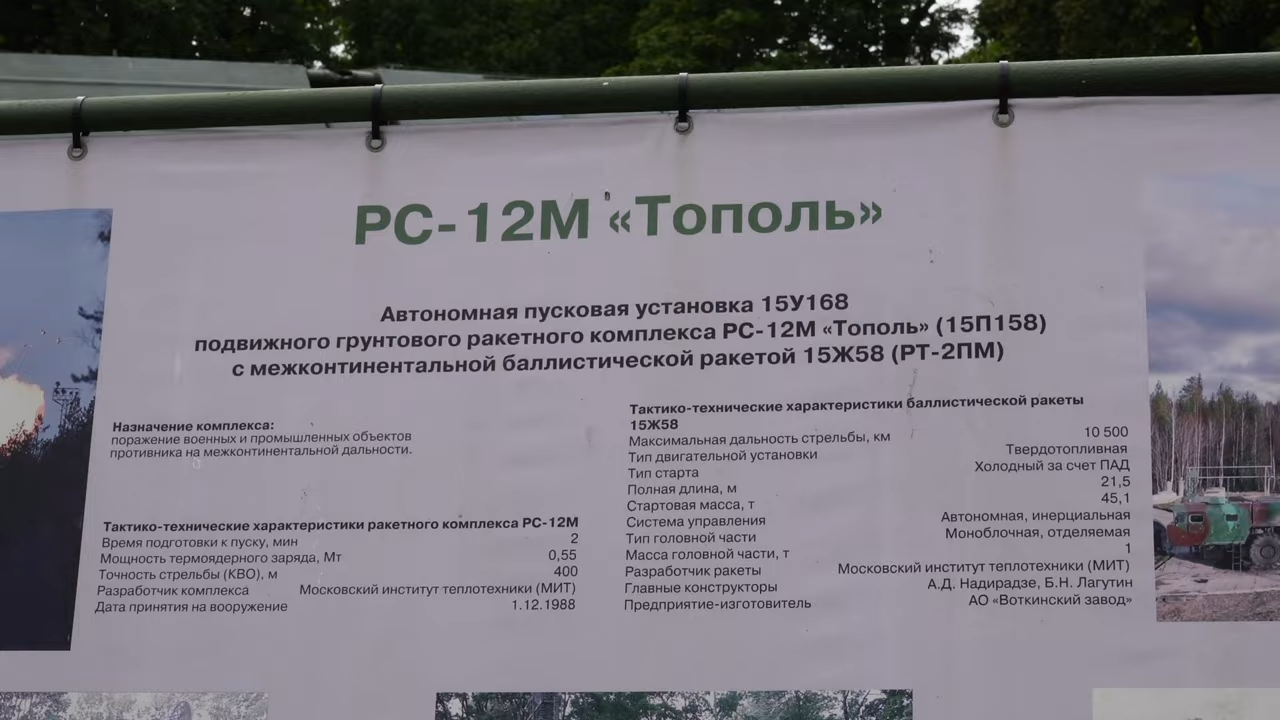 РС-12М «Тополь»
Автономная пусковая установка 15У168
подвижного грунтового ракетного комплекса РС-12М «Тополь» (15П158)
с межконтинентальной баллистической ракетой 15Ж58 (РТ-2ПМ)
Назначение комплекса:
поражение военных и промышленных объектов
противника на межконтинентальной дальности.
Тактико-технические характеристики ракетного комплекса РС-12М
Время подготовки к пуску, мин 2
Мощность термоядерного заряда, Мт 0,55
Точность стрельбы (КВО), м 400
Разработчик комплекса Московский институт теплотехники (МИТ)
Дата принятия на вооружение 1.12.1988
Тактико-технические характеристики баллистической ракеты
15Ж58
Максимальная дальность стрельбы, км 10 500
Тип двигательной установки Твердотопливная
Тип старта Холодный за счет ПАД
Полная длина, м 21,5
Стартовая масса, т 45,1
Система управления Автономная, инерциальная
Тип головной части Моноблочная, отделяемая
Масса головной части, т 1
Разработчик ракеты Московский институт теплотехники (МИТ)
Главные конструкторы А.Д. Надирадзе, Б.Н. Лагутин
Предприятие-изготовитель АО «Воткинский завод»